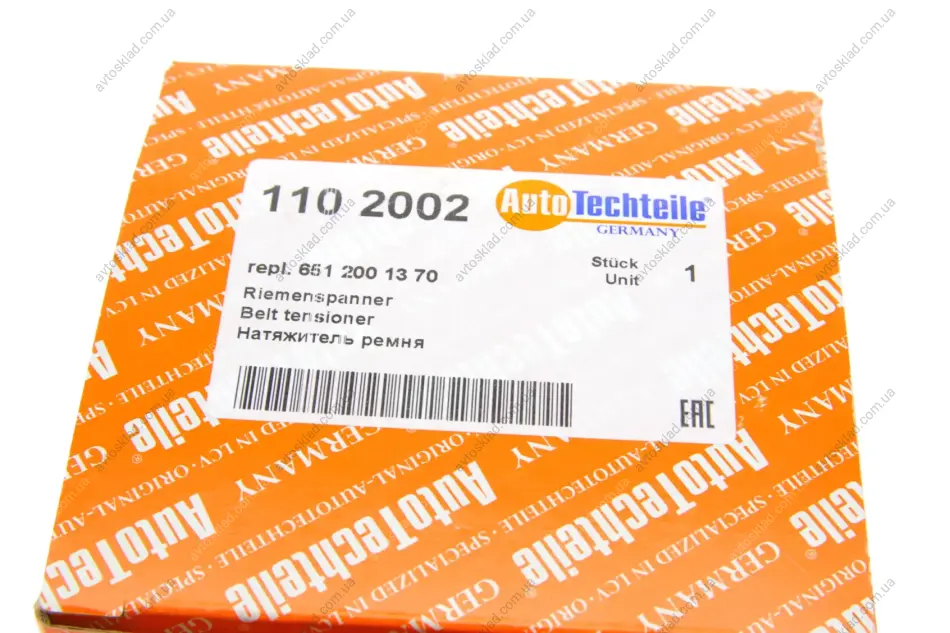 110 2002
AutoTechteile
GERMANY
repl. 651 200 13 70
Stück
Unit
1
Riemenspanner
Belt tensioner
Натяжитель ремня
EAC
AutoTechteile
GERMANY
SPECIALIZED IN LCV · ORIGINAL-AUTOTECHTEILE
avtosklad.com.ua